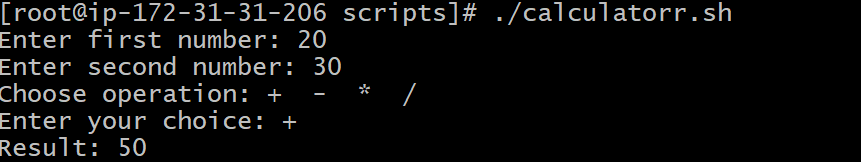 [root@ip-172-31-31-206 scripts]# ./calculatorr.sh
Enter first number: 20
Enter second number: 30
Choose operation: +  -  *  /
Enter your choice: +
Result: 50